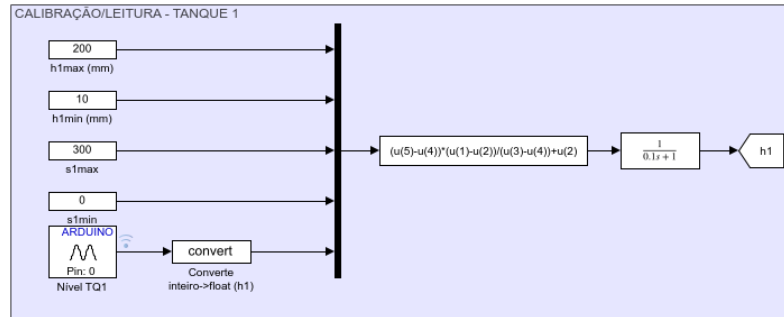 CALIBRAÇÃO/LEITURA - TANQUE 1
200
h1max (mm)
10
h1min (mm)
300
s1max
0
s1min
ARDUINO
Pin: 0
Nível TQ1
convert
Converte
inteiro->float (h1)
(u(5)-u(4))*(u(1)-u(2))/(u(3)-u(4))+u(2)
1
0.1s + 1
h1